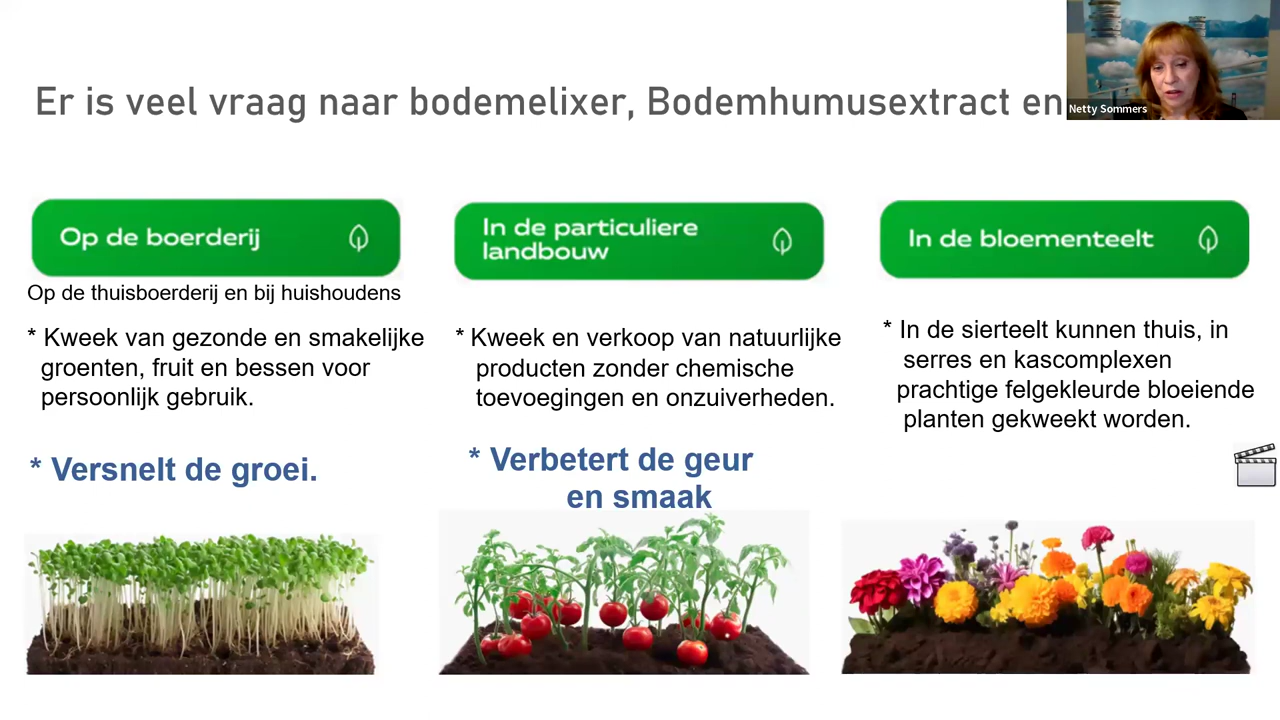 Er is veel vraag naar bodemelixer, Bodemhumusextract en
Netty Sommers
Op de boerderij
Op de thuisboerderij en bij huishoudens
* Kweek van gezonde en smakelijke
groenten, fruit en bessen voor
persoonlijk gebruik.
* Versnelt de groei.
In de particuliere
landbouw
* Kweek en verkoop van natuurlijke
producten zonder chemische
toevoegingen en onzuiverheden.
* Verbetert de geur
en smaak
In de bloementeelt
* In de sierteelt kunnen thuis, in
serres en kascomplexen
prachtige felgekleurde bloeiende
planten gekweekt worden.